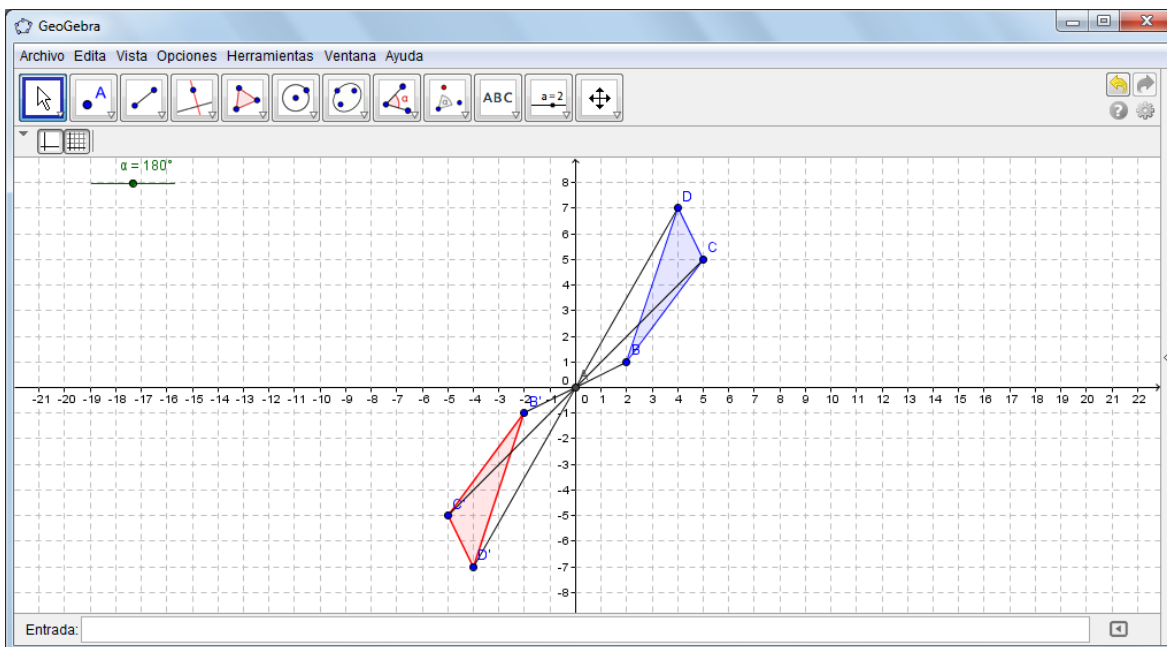 GeoGebra
Archivo Edita Vista Opciones Herramientas Ventana Ayuda
A α α ABC a=2
α = 180°
8
7
6
5
4
3
2
1
0
D
C
B
A
-21 -20 -19 -18 -17 -16 -15 -14 -13 -12 -11 -10 -9 -8 -7 -6 -5 -4 -3 -2 -1 0 1 2 3 4 5 6 7 8 9 10 11 12 13 14 15 16 17 18 19 20 21 22
B'
-1
-2
-3
-4
C'
-5
-6
D'
-7
-8
Entrada: